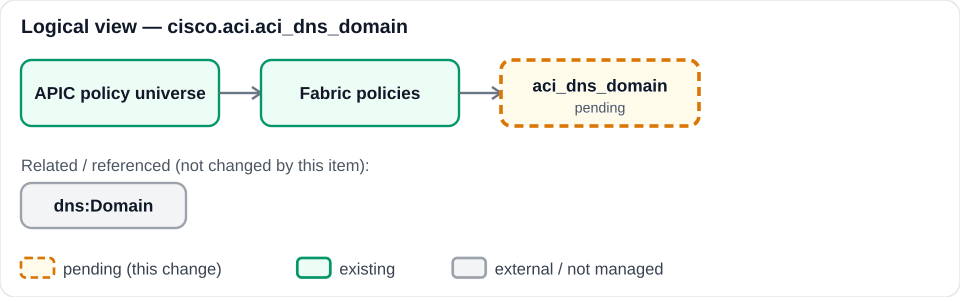 Logical view — cisco.aci.aci_dns_domain
APIC policy universe
Fabric policies
aci_dns_domain
pending
Related / referenced (not changed by this item):
dns:Domain
pending (this change)
existing
external / not managed